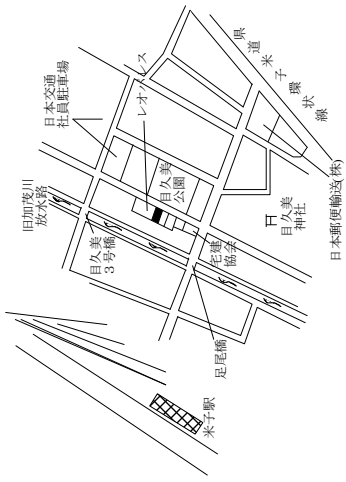 県道米子環状線
レオパレス
日本交通
社員駐車場
目久美
公園
旧加茂川
放水路
目久美
神社
日本郵便輸送(株)
宅建
協会
目久美
3号橋
足尾橋
米子駅